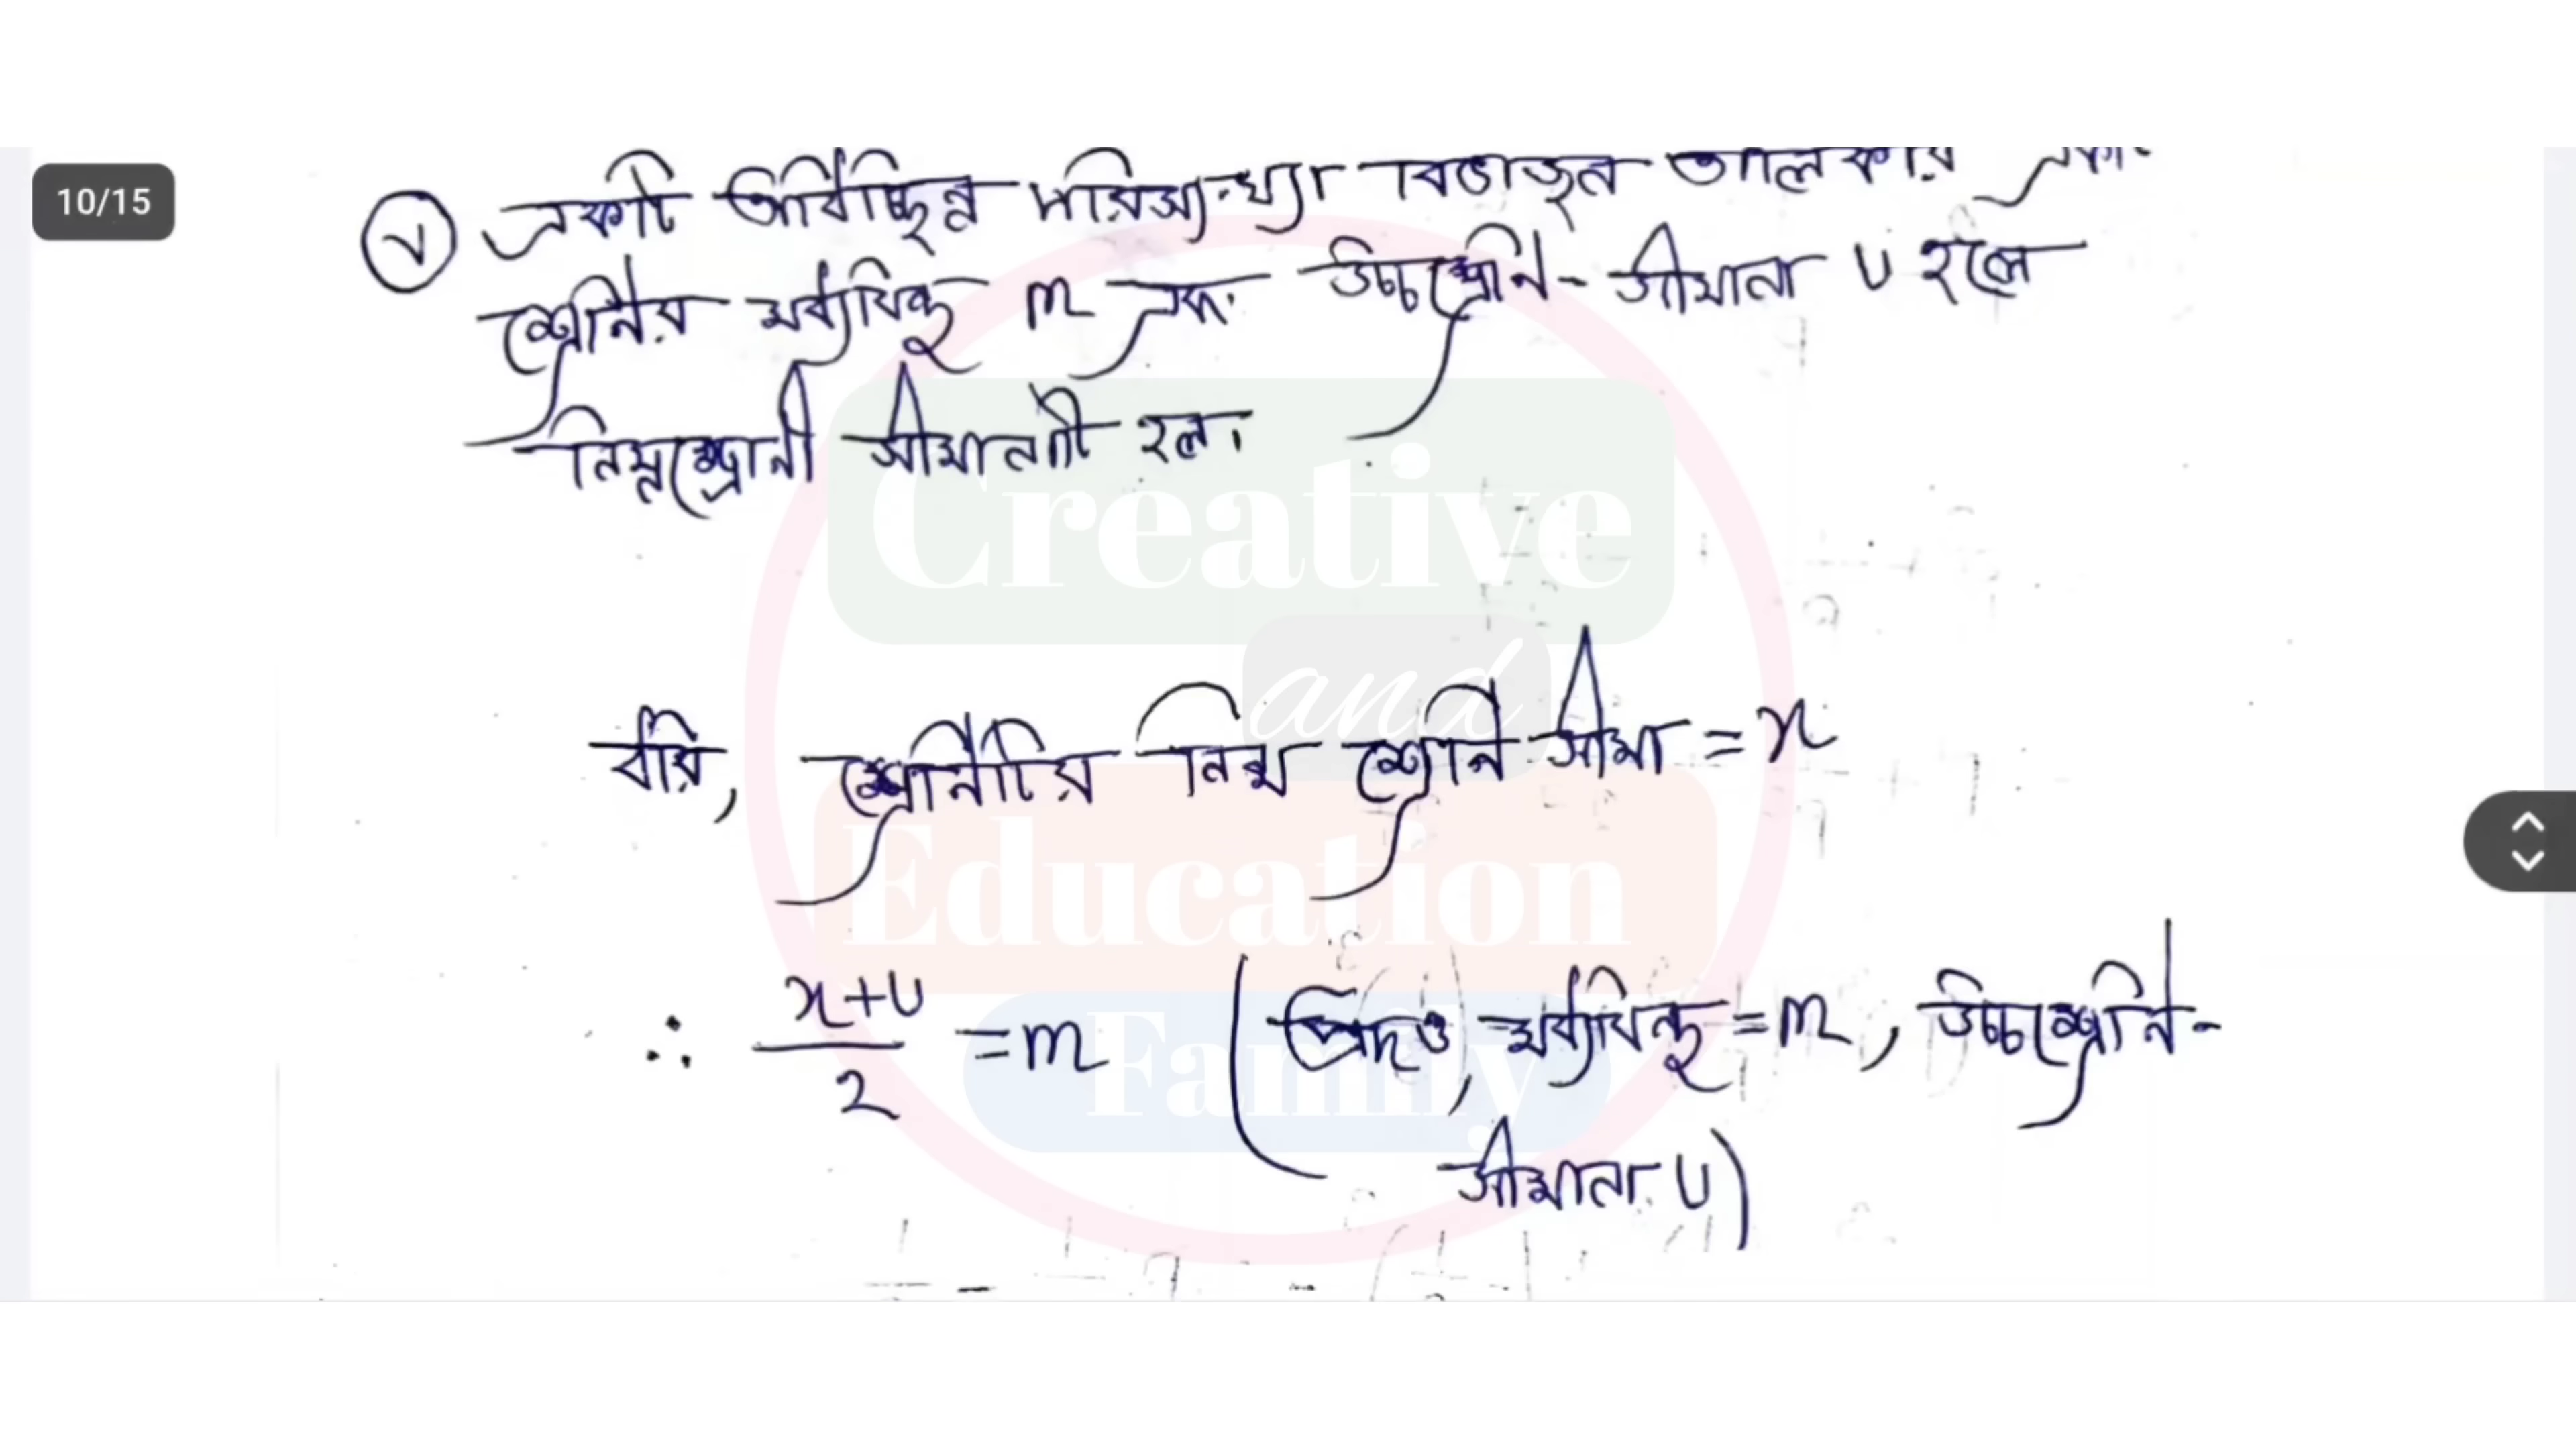 10/15
v একটি অবিচ্ছিন্ন পরিসংখ্যা বিভাজন তালিকার একটি
শ্রেণির মধ্যবিন্দু m এবং উচ্চশ্রেণি-সীমানা U হলে
নিম্নশ্রেণী সীমানাটী হল।
Creative
and
ধরি, শ্রেণিটির নিম্ন শ্রেণি সীমা = x
Education
∴ x+U/2 = m (প্রদত্ত, মধ্যবিন্দু = m, উচ্চশ্রেণি-
Family
সীমানা U)